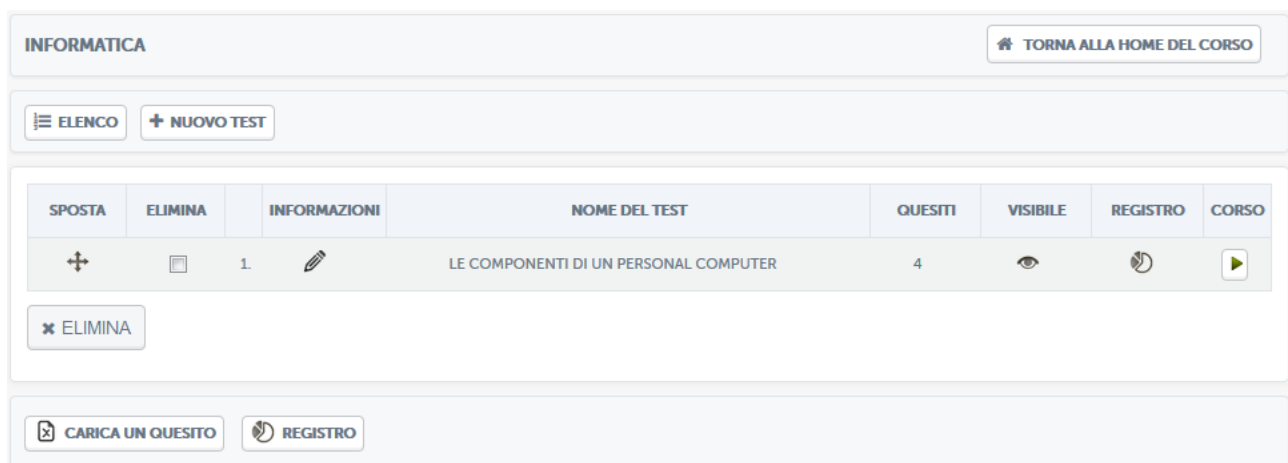 INFORMATICA
TORNA ALLA HOME DEL CORSO
ELENCO
NUOVO TEST
SPOSTA ELIMINA INFORMAZIONI NOME DEL TEST QUESITI VISIBILE REGISTRO CORSO
1. LE COMPONENTI DI UN PERSONAL COMPUTER 4
ELIMINA
CARICA UN QUESITO
REGISTRO